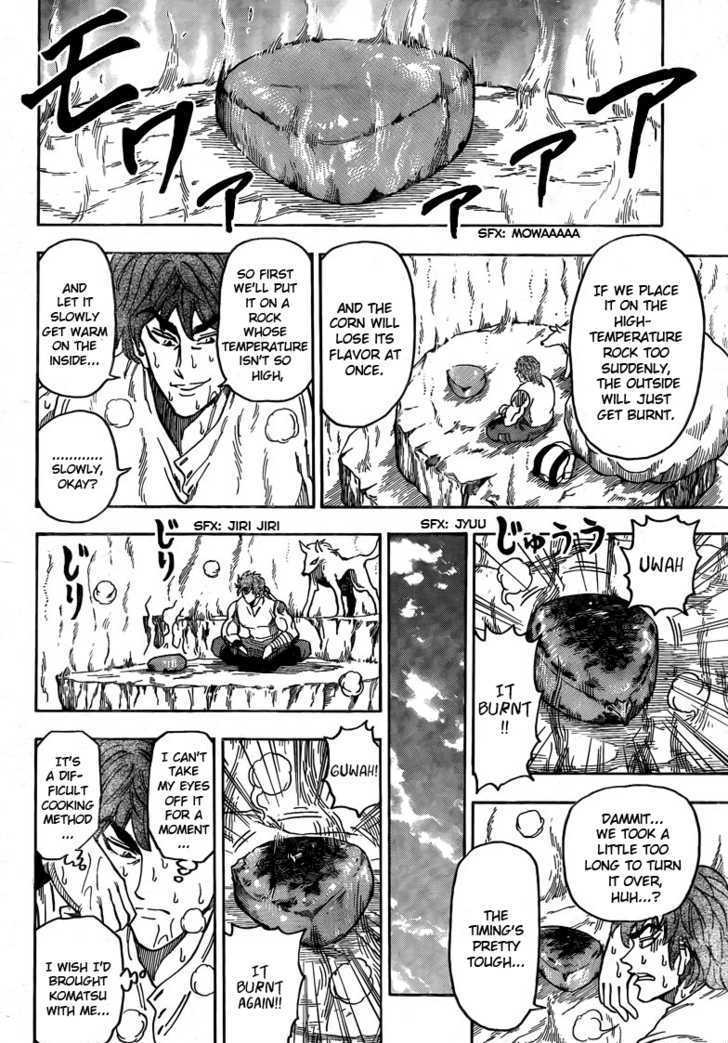 モワァァァ
SFX: MOWAAAAA
IF WE PLACE
IT ON THE
HIGH-
TEMPERATURE
ROCK TOO
SUDDENLY,
THE OUTSIDE
WILL JUST
GET BURNT.
AND THE
CORN WILL
LOSE ITS
FLAVOR AT
ONCE.
SO FIRST
WE'LL PUT
IT ON A
ROCK
WHOSE
TEMPERATURE
ISN'T SO
HIGH,
AND
LET IT
SLOWLY
GET WARM
ON THE
INSIDE...
.............
SLOWLY,
OKAY?
SFX: JIRI JIRI
じり
じり
SFX: JYUU
じゅうぅ
UWAH
IT
BURNT
!!
DAMMIT...
WE TOOK A
LITTLE TOO
LONG TO TURN
IT OVER,
HUH...?
THE
TIMING'S
PRETTY
TOUGH...
GUWAH!
IT
BURNT
AGAIN!!
I CAN'T
TAKE
MY EYES
OFF IT
FOR A
MOMENT
...
IT'S
A DIF-
FICULT
COOKING
METHOD
...
I WISH I'D
BROUGHT
KOMATSU
WITH ME...